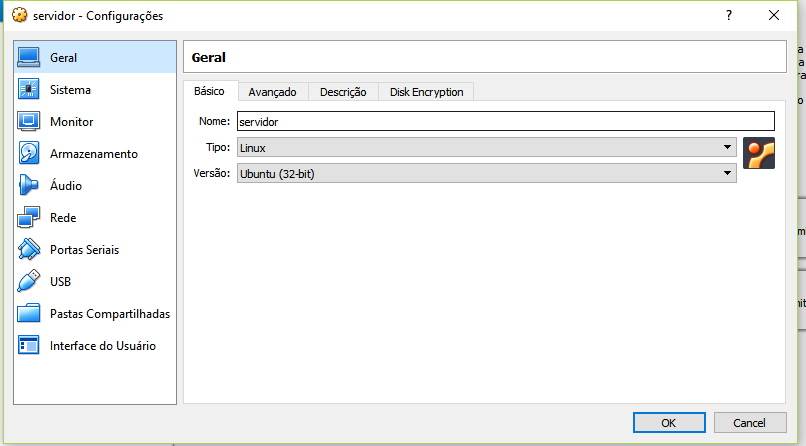 servidor - Configurações
?
Geral
Sistema
Monitor
Armazenamento
Áudio
Rede
Portas Seriais
USB
Pastas Compartilhadas
Interface do Usuário
Geral
Básico Avançado Descrição Disk Encryption
Nome: servidor
Tipo: Linux
Versão: Ubuntu (32-bit)
OK Cancel